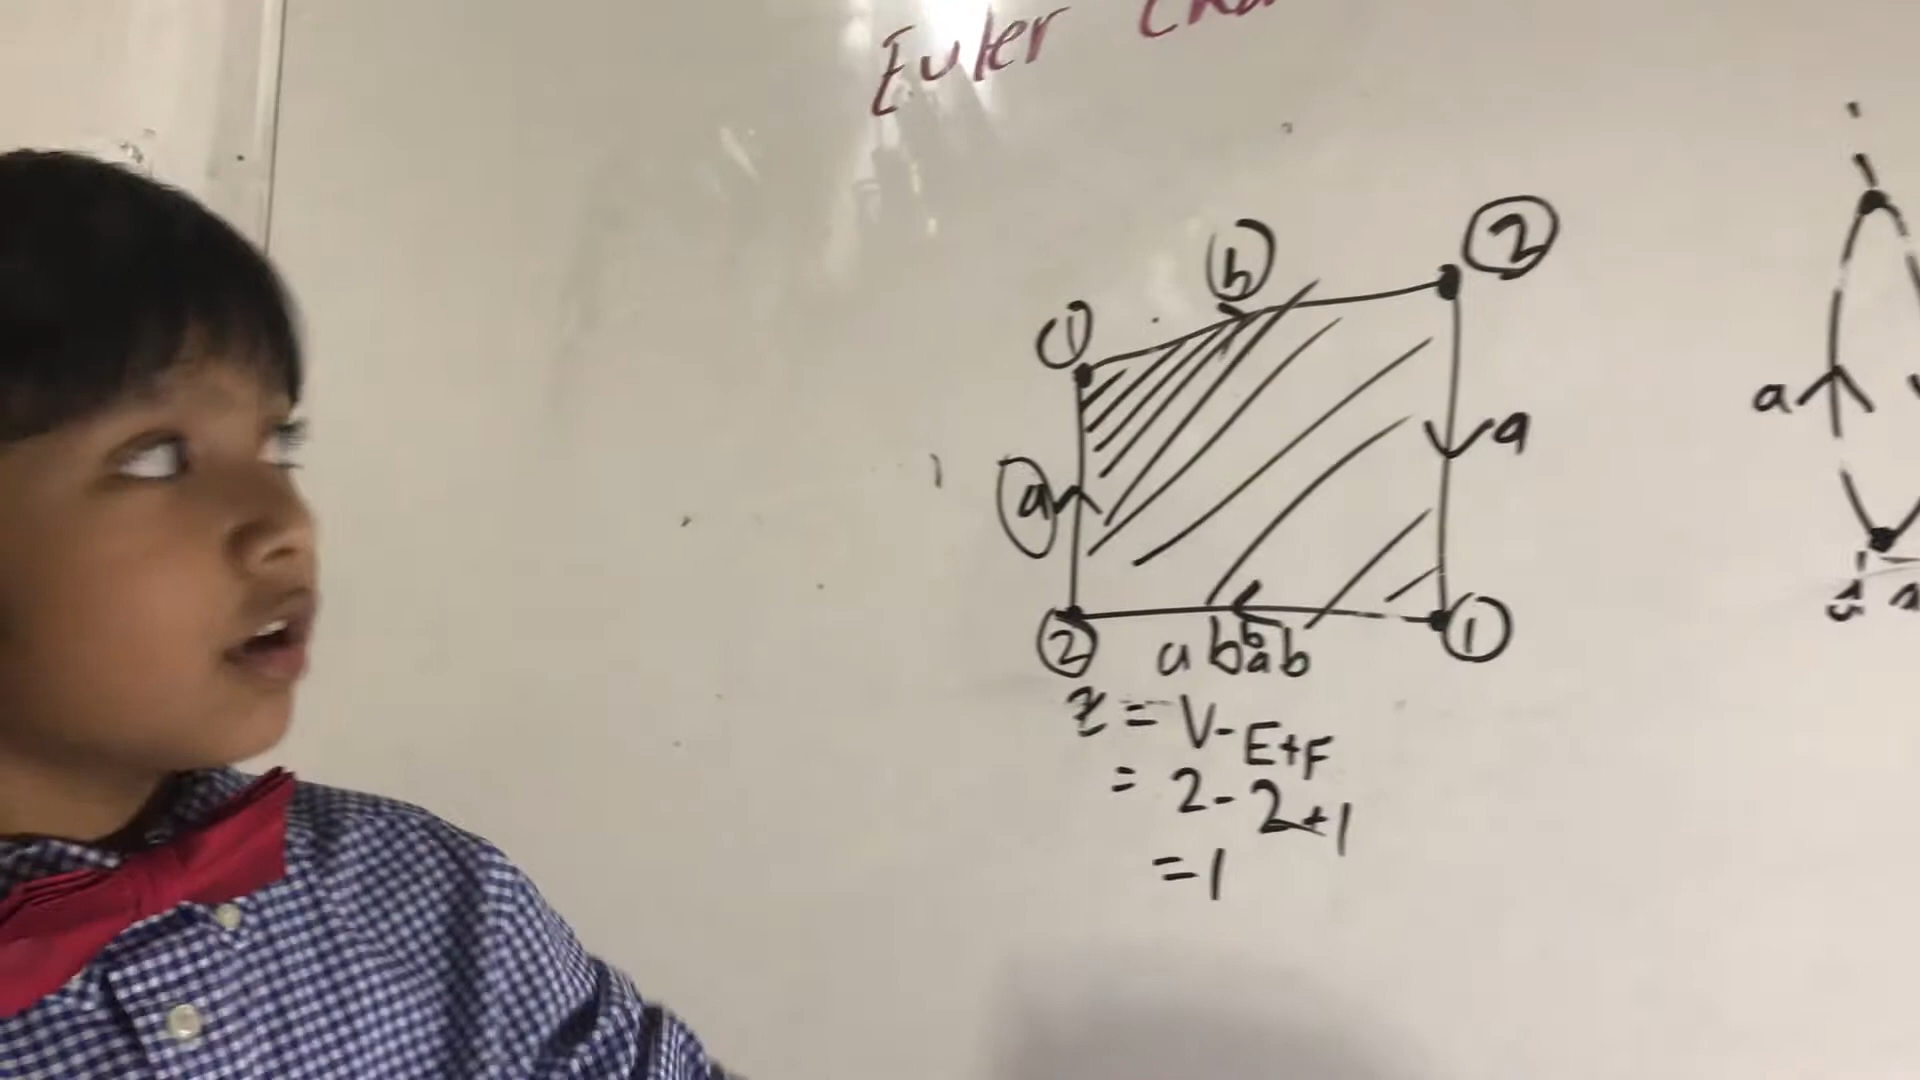 Euler Cha
b
2
1
a
a
a
2
1
abab
b
χ = V-E+F
= 2-2+1
=1